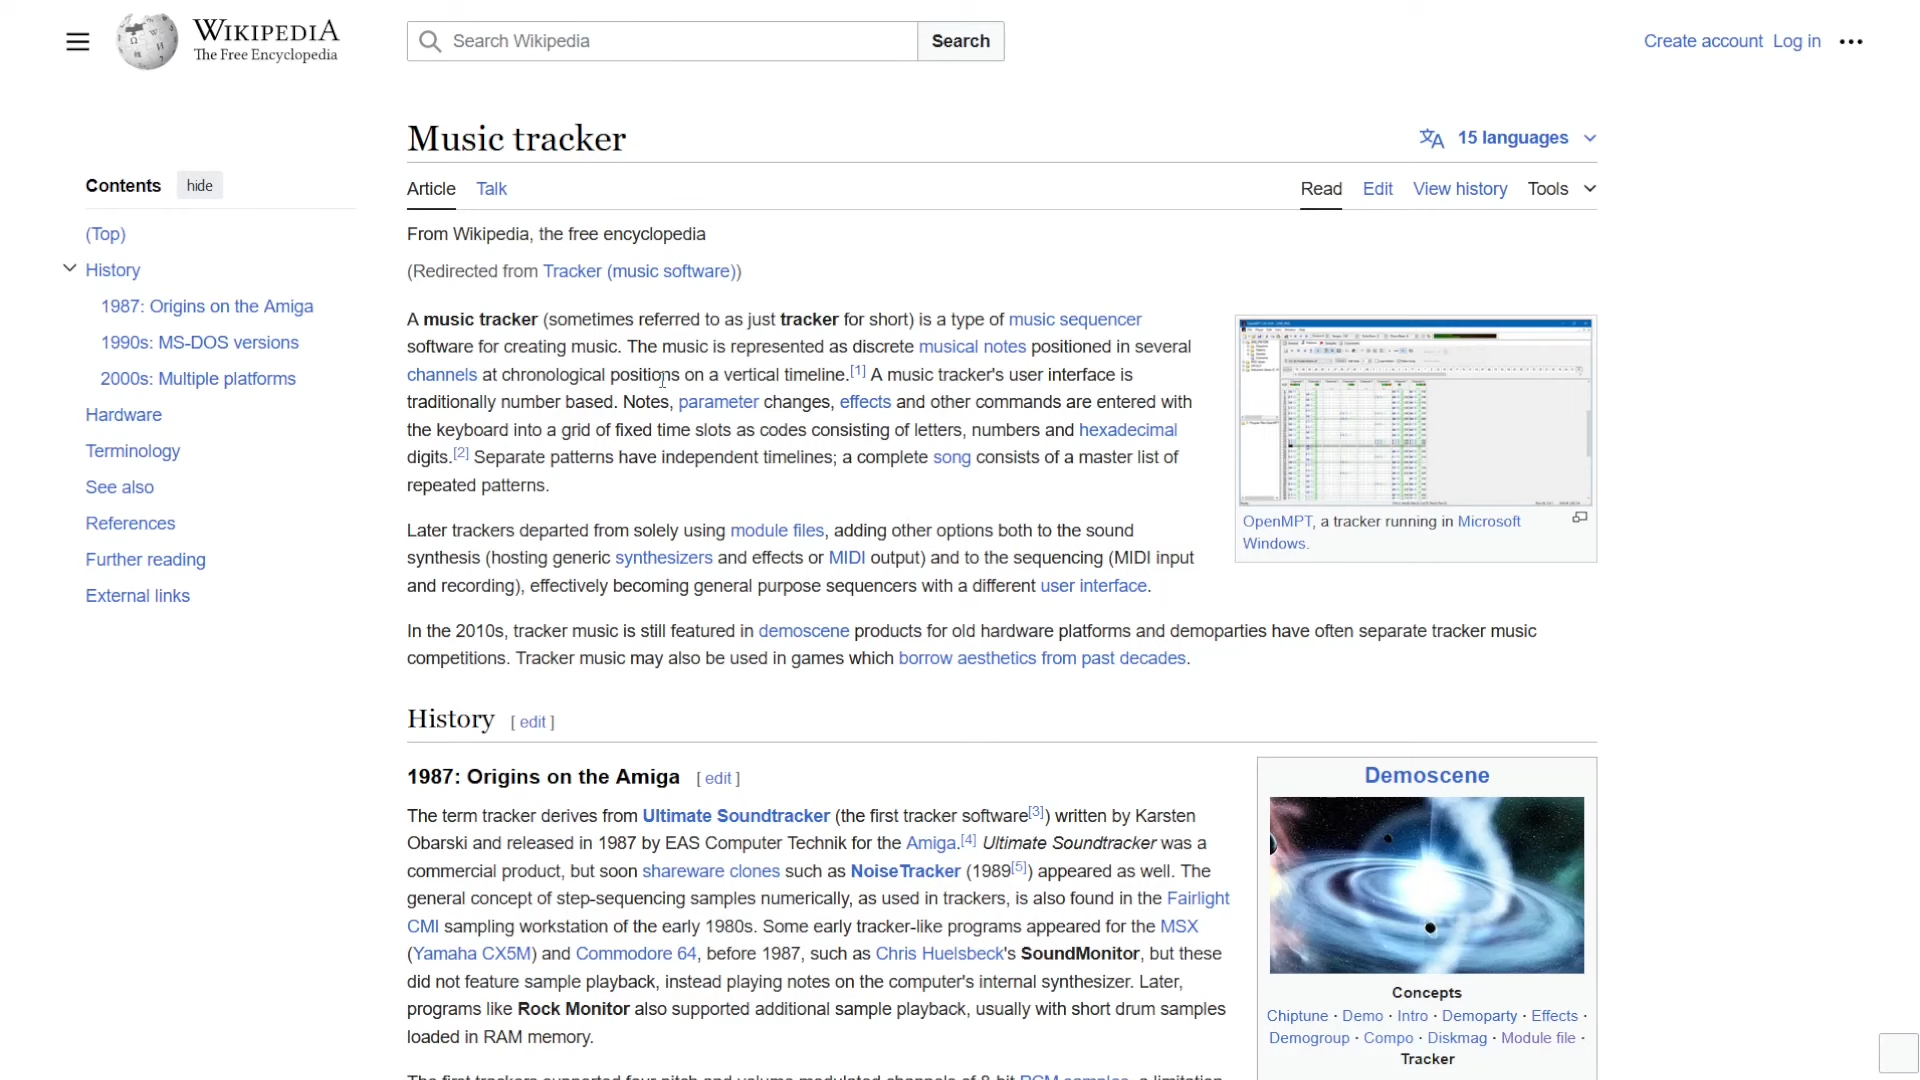 WIKIPEDIA
The Free Encyclopedia
Search Wikipedia
Search
Create account Log in
Music tracker
15 languages
Contents hide
Article Talk
Read Edit View history Tools
(Top)
History
1987: Origins on the Amiga
1990s: MS-DOS versions
2000s: Multiple platforms
Hardware
Terminology
See also
References
Further reading
External links
From Wikipedia, the free encyclopedia
(Redirected from Tracker (music software))
A music tracker (sometimes referred to as just tracker for short) is a type of music sequencer
software for creating music. The music is represented as discrete musical notes positioned in several
channels at chronological positions on a vertical timeline.[1] A music tracker's user interface is
traditionally number based. Notes, parameter changes, effects and other commands are entered with
the keyboard into a grid of fixed time slots as codes consisting of letters, numbers and hexadecimal
digits.[2] Separate patterns have independent timelines; a complete song consists of a master list of
repeated patterns.
OpenMPT, a tracker running in Microsoft
Windows.
Later trackers departed from solely using module files, adding other options both to the sound
synthesis (hosting generic synthesizers and effects or MIDI output) and to the sequencing (MIDI input
and recording), effectively becoming general purpose sequencers with a different user interface.
In the 2010s, tracker music is still featured in demoscene products for old hardware platforms and demoparties have often separate tracker music
competitions. Tracker music may also be used in games which borrow aesthetics from past decades.
History [ edit ]
1987: Origins on the Amiga [ edit ]
The term tracker derives from Ultimate Soundtracker (the first tracker software[3]) written by Karsten
Obarski and released in 1987 by EAS Computer Technik for the Amiga.[4] Ultimate Soundtracker was a
commercial product, but soon shareware clones such as NoiseTracker (1989[5]) appeared as well. The
general concept of step-sequencing samples numerically, as used in trackers, is also found in the Fairlight
CMI sampling workstation of the early 1980s. Some early tracker-like programs appeared for the MSX
(Yamaha CX5M) and Commodore 64, before 1987, such as Chris Huelsbeck's SoundMonitor, but these
did not feature sample playback, instead playing notes on the computer's internal synthesizer. Later,
programs like Rock Monitor also supported additional sample playback, usually with short drum samples
loaded in RAM memory.
Demoscene
Concepts
Chiptune · Demo · Intro · Demoparty · Effects ·
Demogroup · Compo · Diskmag · Module file ·
Tracker